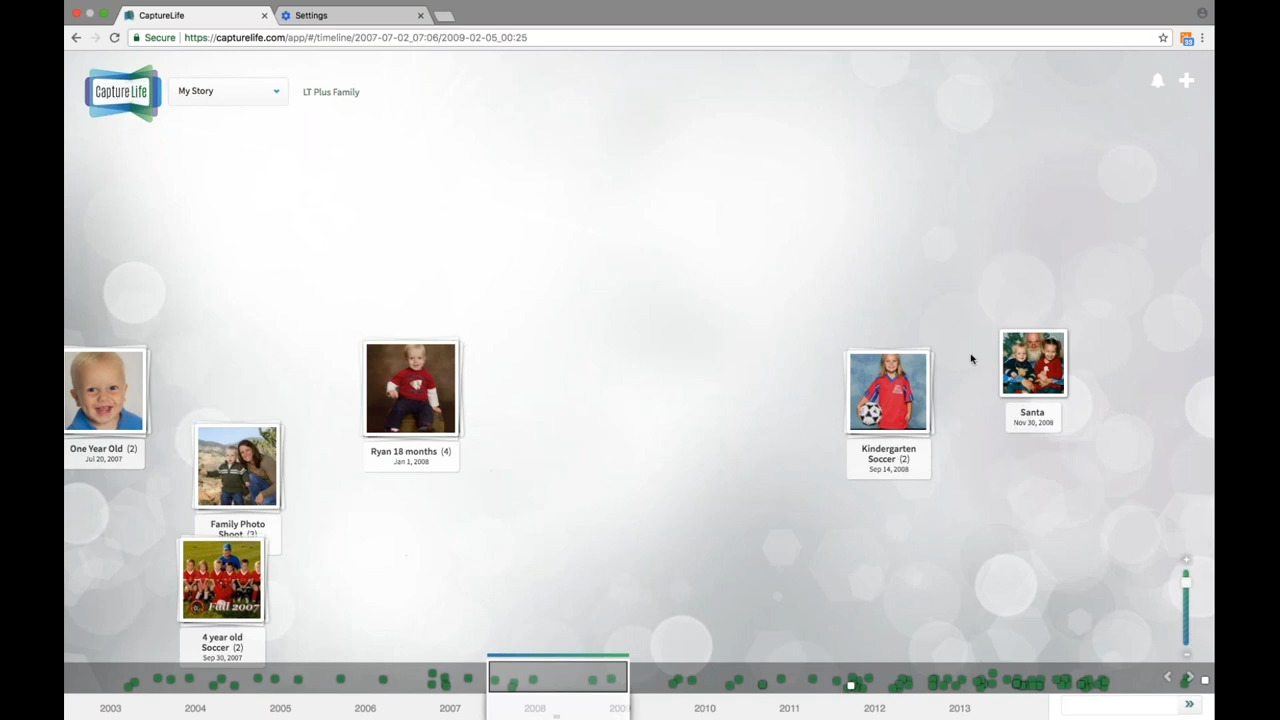 CaptureLife
Settings
Secure
https://capturelife.com/app/#/timeline/2007-07-02_07:06/2009-02-05_00:25
Capture Life
My Story
LT Plus Family
One Year Old (2)
Jul 20, 2007
Family Photo
Shoot
Fall 2007
4 year old
Soccer (2)
Sep 30, 2007
Ryan 18 months (4)
Jan 1, 2008
Kindergarten
Soccer (2)
Sep 14, 2008
Santa
Nov 30, 2008
2003 2004 2005 2006 2007 2008 2009 2010 2011 2012 2013